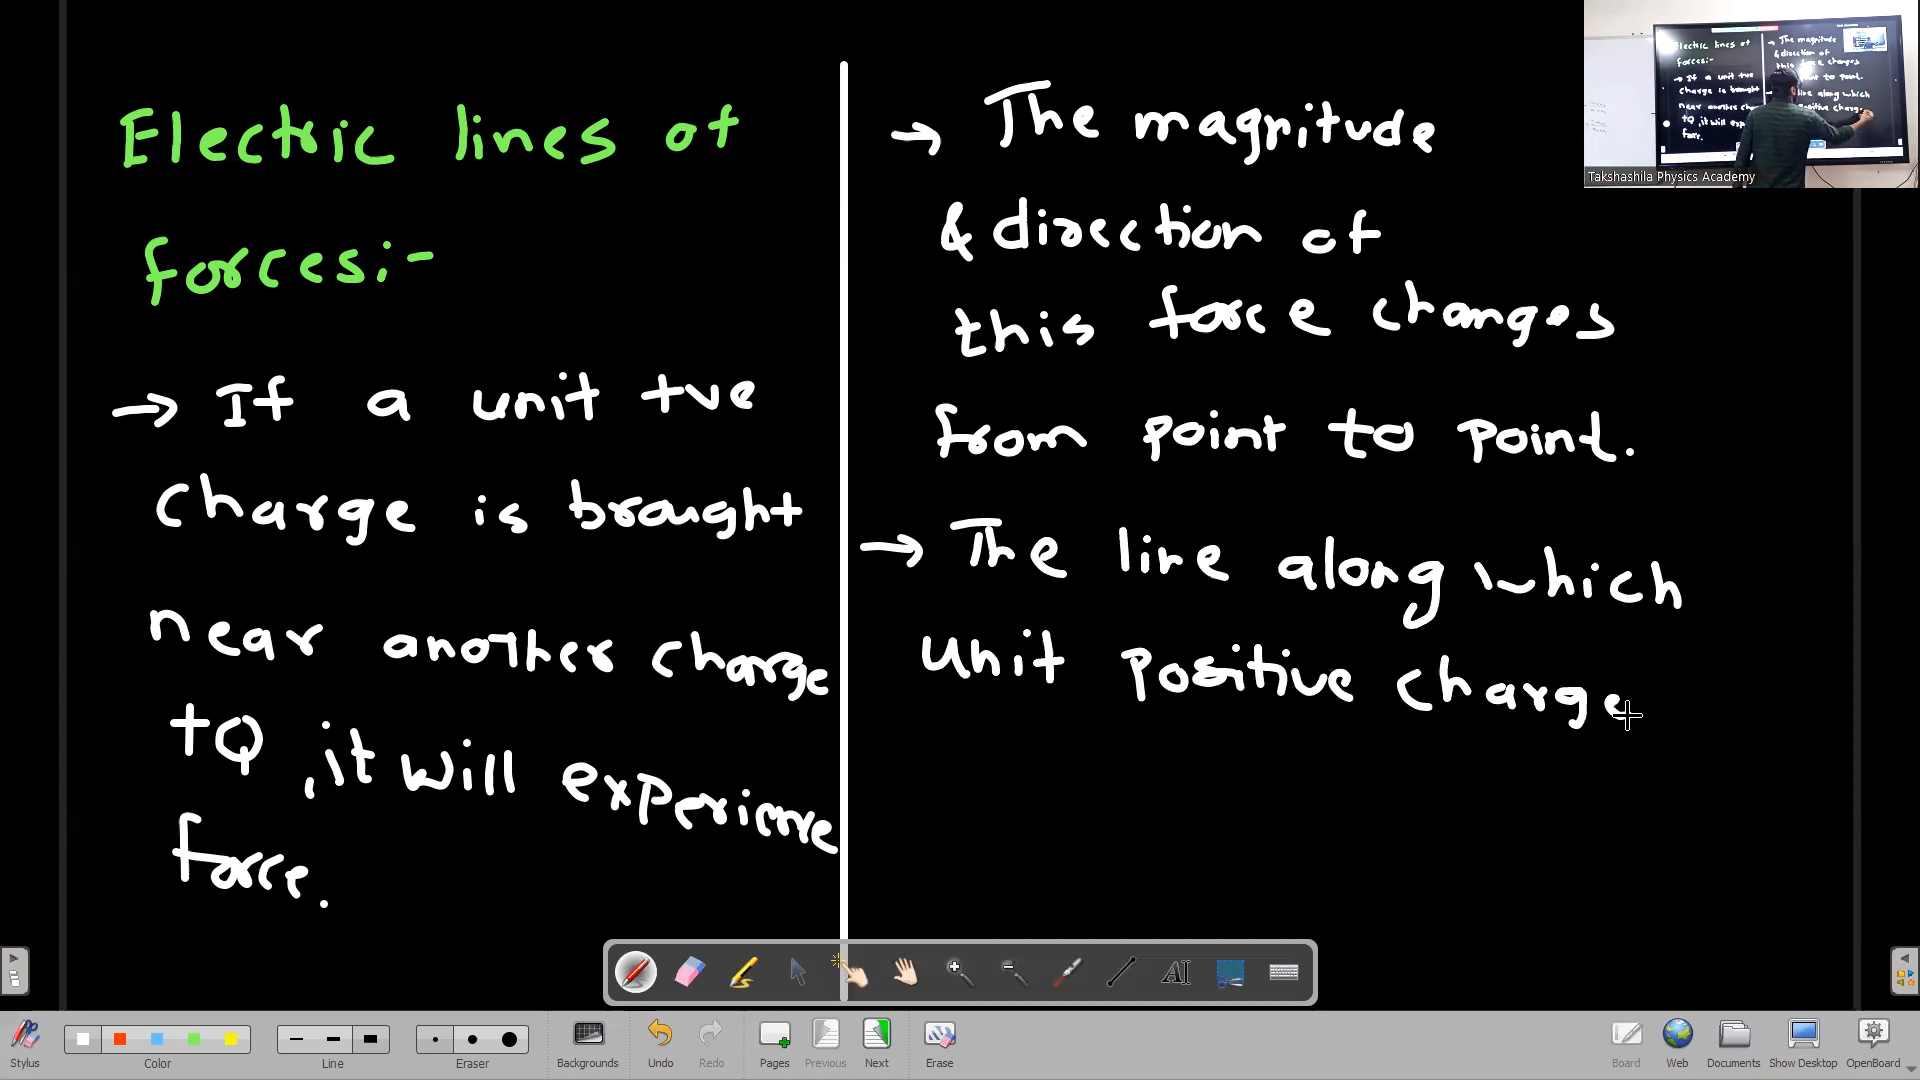 Electric lines of
forces:-
→ If a unit +ve
charge is brought
near another charge
+Q, it will experience
force.
→ The magnitude
& direction of
this force changes
from point to point.
→ The line along which
unit positive charge
Takshashila Physics Academy
Stylus
Color
Line
Eraser
Backgrounds
Undo
Redo
Pages
Previous
Next
Erase
Board
Web
Documents
Show Desktop
OpenBoard